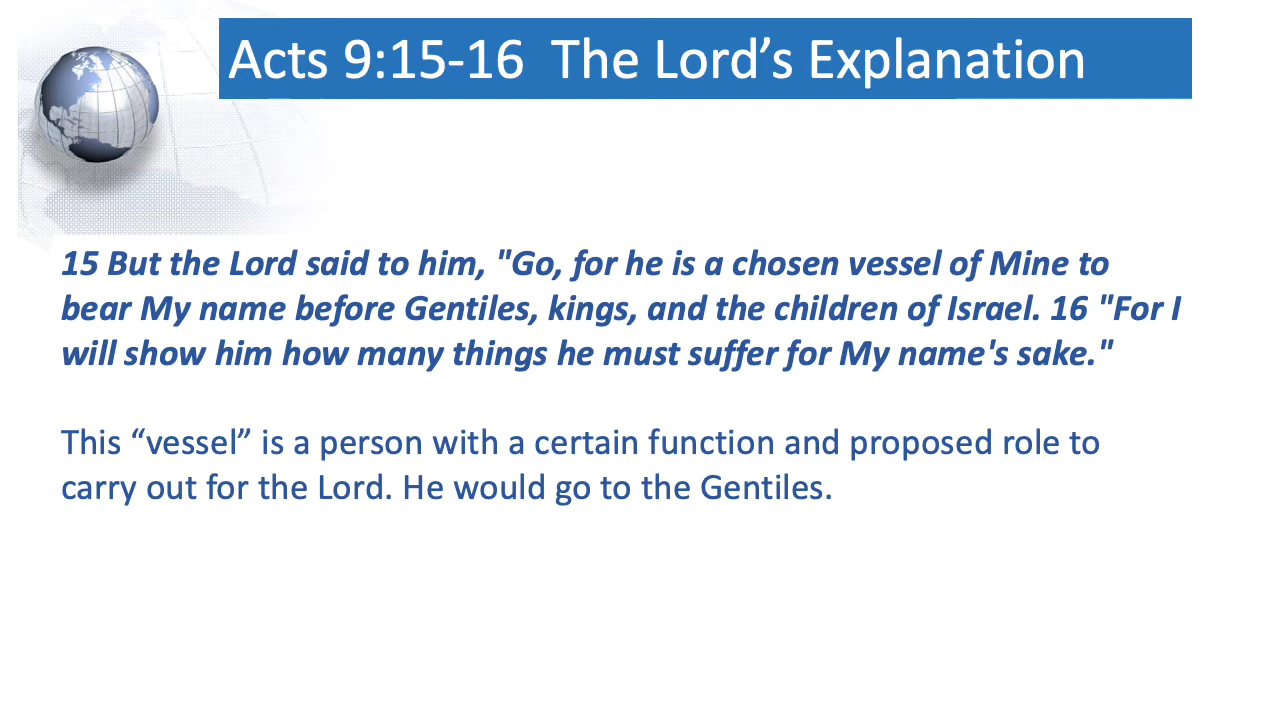 Acts 9:15-16  The Lord’s Explanation
15 But the Lord said to him, "Go, for he is a chosen vessel of Mine to
bear My name before Gentiles, kings, and the children of Israel. 16 "For I
will show him how many things he must suffer for My name's sake."
This “vessel” is a person with a certain function and proposed role to
carry out for the Lord. He would go to the Gentiles.